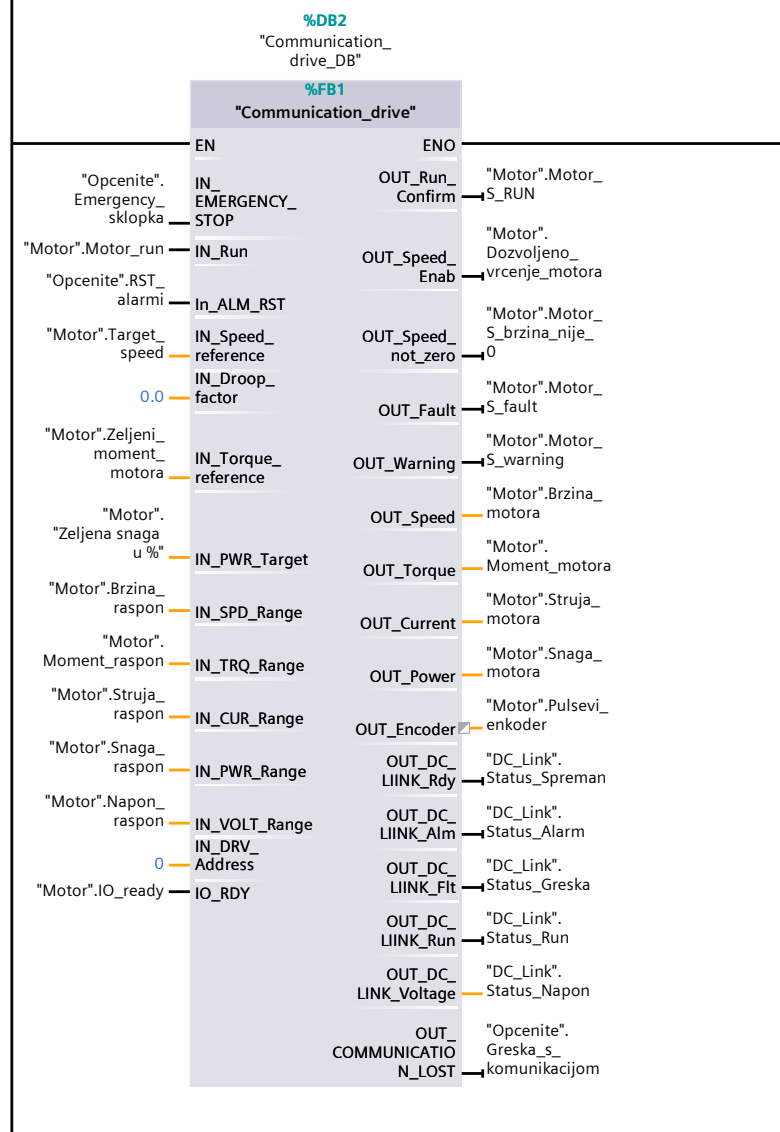 %DB2
"Communication_
drive_DB"
%FB1
"Communication_drive"
EN
ENO
"Opcenite".
Emergency_
sklopka
IN_
EMERGENCY_
STOP
"Motor".Motor_run
IN_Run
"Opcenite".RST_
alarmi
In_ALM_RST
"Motor".Target_
speed
IN_Speed_
reference
0.0
IN_Droop_
factor
"Motor".Zeljeni_
moment_
motora
IN_Torque_
reference
"Motor".
"Zeljena snaga
u %"
IN_PWR_Target
"Motor".Brzina_
raspon
IN_SPD_Range
"Motor".
Moment_raspon
IN_TRQ_Range
"Motor".Struja_
raspon
IN_CUR_Range
"Motor".Snaga_
raspon
IN_PWR_Range
"Motor".Napon_
raspon
IN_VOLT_Range
0
IN_DRV_
Address
"Motor".IO_ready
IO_RDY
OUT_Run_
Confirm
"Motor".Motor_
S_RUN
OUT_Speed_
Enab
"Motor".
Dozvoljeno_
vrcenje_motora
OUT_Speed_
not_zero
"Motor".Motor_
S_brzina_nije_
0
OUT_Fault
"Motor".Motor_
S_fault
OUT_Warning
"Motor".Motor_
S_warning
OUT_Speed
"Motor".Brzina_
motora
OUT_Torque
"Motor".
Moment_motora
OUT_Current
"Motor".Struja_
motora
OUT_Power
"Motor".Snaga_
motora
OUT_Encoder
"Motor".Pulsevi_
enkoder
OUT_DC_
LIINK_Rdy
"DC_Link".
Status_Spreman
OUT_DC_
LIINK_Alm
"DC_Link".
Status_Alarm
OUT_DC_
LIINK_Flt
"DC_Link".
Status_Greska
OUT_DC_
LIINK_Run
"DC_Link".
Status_Run
OUT_DC_
LINK_Voltage
"DC_Link".
Status_Napon
OUT_
COMMUNICATIO
N_LOST
"Opcenite".
Greska_s_
komunikacijom